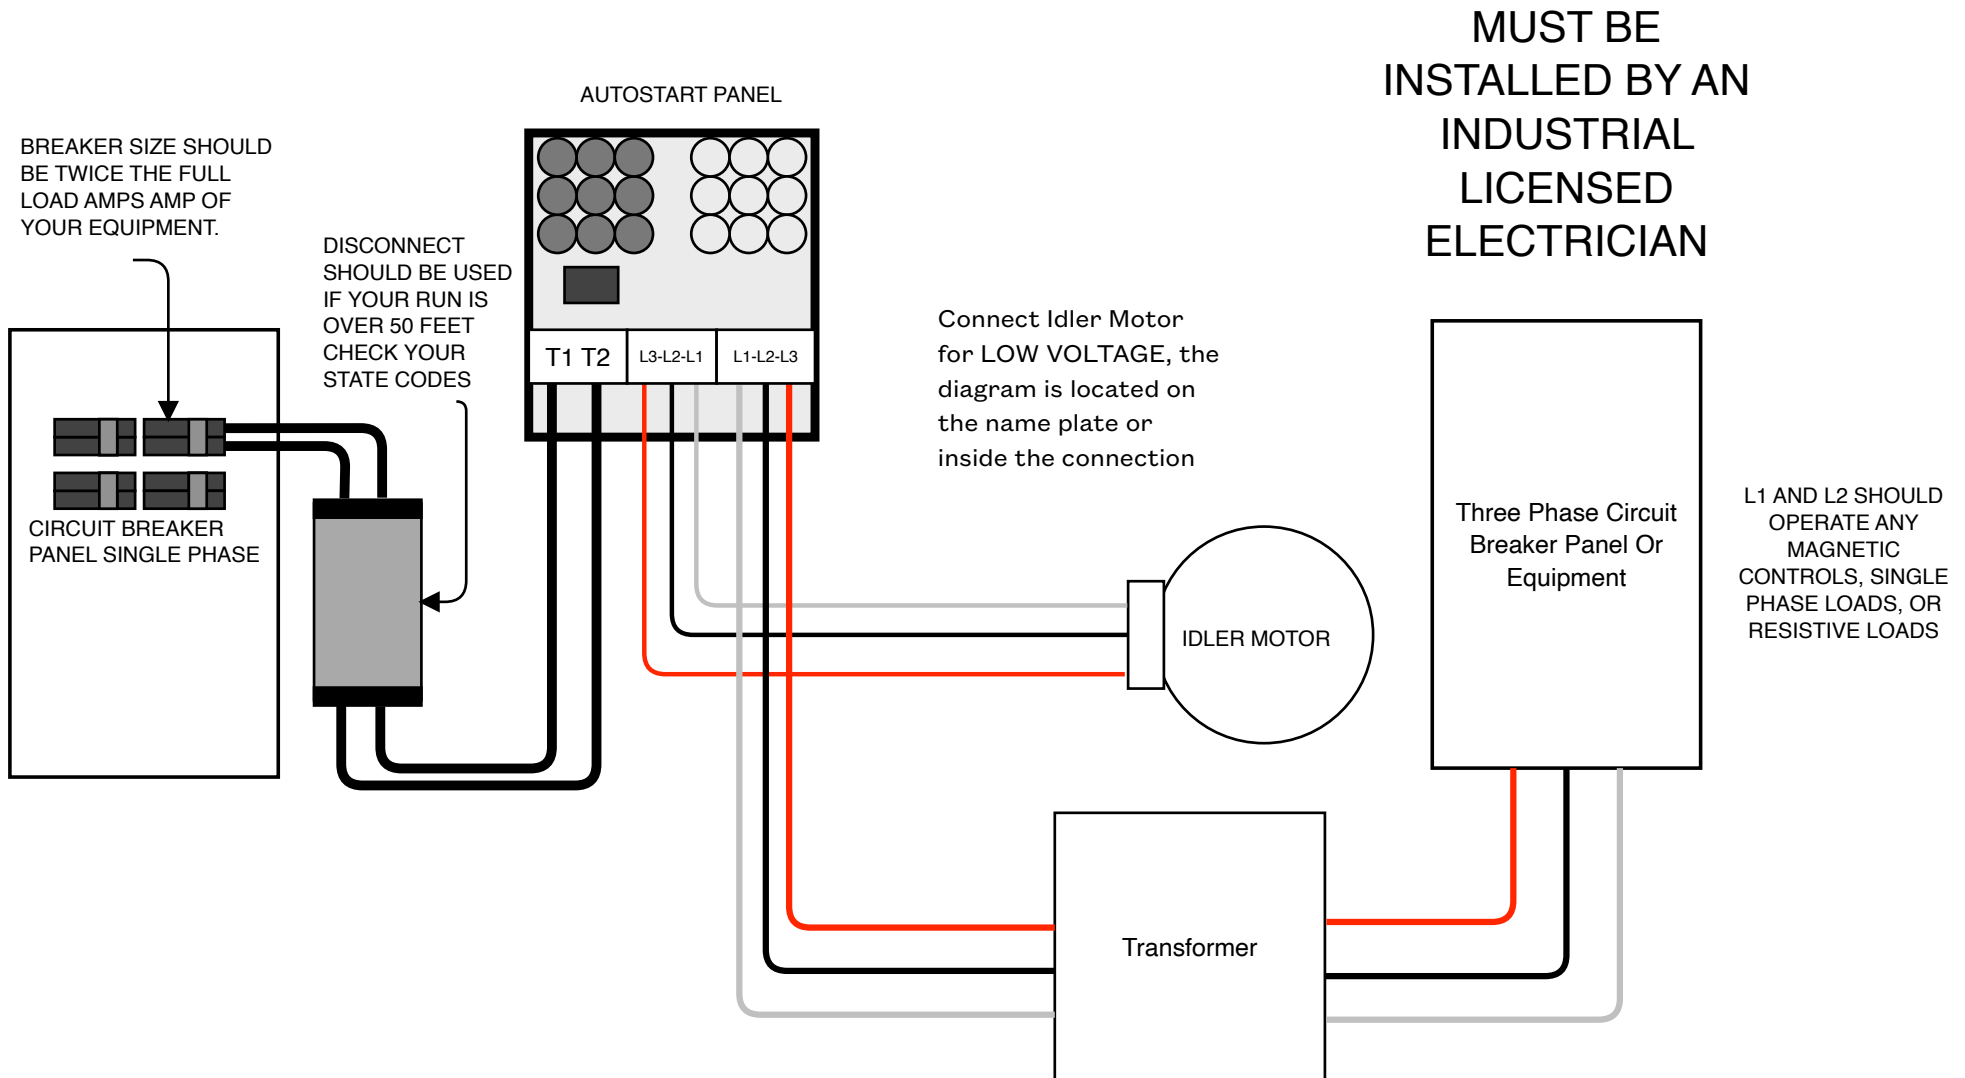 MUST BE
INSTALLED BY AN
INDUSTRIAL
LICENSED
ELECTRICIAN
AUTOSTART PANEL
BREAKER SIZE SHOULD
BE TWICE THE FULL
LOAD AMPS AMP OF
YOUR EQUIPMENT.
DISCONNECT
SHOULD BE USED
IF YOUR RUN IS
OVER 50 FEET
CHECK YOUR
STATE CODES
T1 T2
L3-L2-L1
L1-L2-L3
Connect Idler Motor
for LOW VOLTAGE, the
diagram is located on
the name plate or
inside the connection
CIRCUIT BREAKER
PANEL SINGLE PHASE
IDLER MOTOR
Three Phase Circuit
Breaker Panel Or
Equipment
L1 AND L2 SHOULD
OPERATE ANY
MAGNETIC
CONTROLS, SINGLE
PHASE LOADS, OR
RESISTIVE LOADS
Transformer